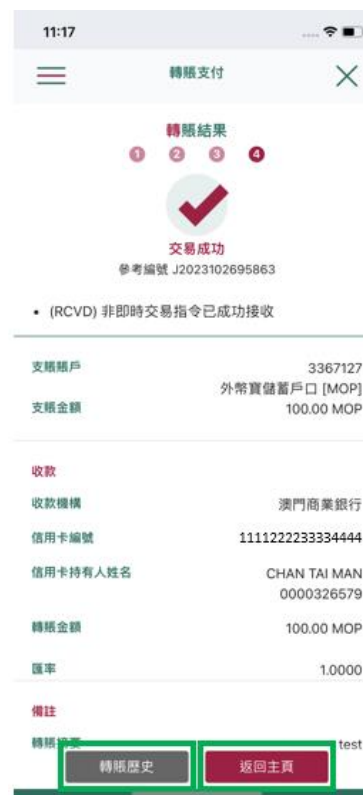 11:17
轉賬支付
轉賬結果
1 2 3 4
交易成功
參考編號 J2023102695863
• (RCVD) 非即時交易指令已成功接收
支賬賬戶 3367127
外幣寶儲蓄戶口 [MOP]
支賬金額 100.00 MOP
收款
收款機構 澳門商業銀行
信用卡編號 1111222233334444
信用卡持有人姓名 CHAN TAI MAN
0000326579
轉賬金額 100.00 MOP
匯率 1.0000
備註
轉賬 test
轉賬歷史 返回主頁